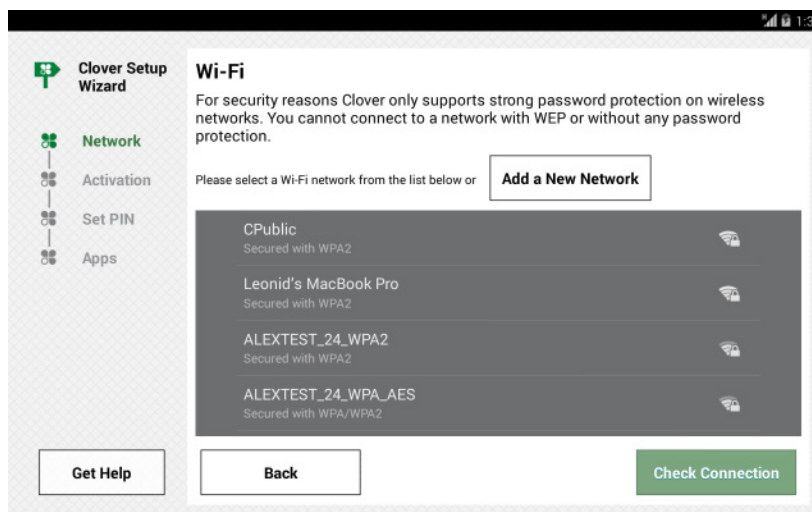 1:3
Clover Setup
Wizard
Network
Activation
Set PIN
Apps
Wi-Fi
For security reasons Clover only supports strong password protection on wireless
networks. You cannot connect to a network with WEP or without any password
protection.
Please select a Wi-Fi network from the list below or
Add a New Network
CPublic
Secured with WPA2
Leonid's MacBook Pro
Secured with WPA2
ALEXTEST_24_WPA2
Secured with WPA2
ALEXTEST_24_WPA_AES
Secured with WPA/WPA2
Get Help
Back
Check Connection